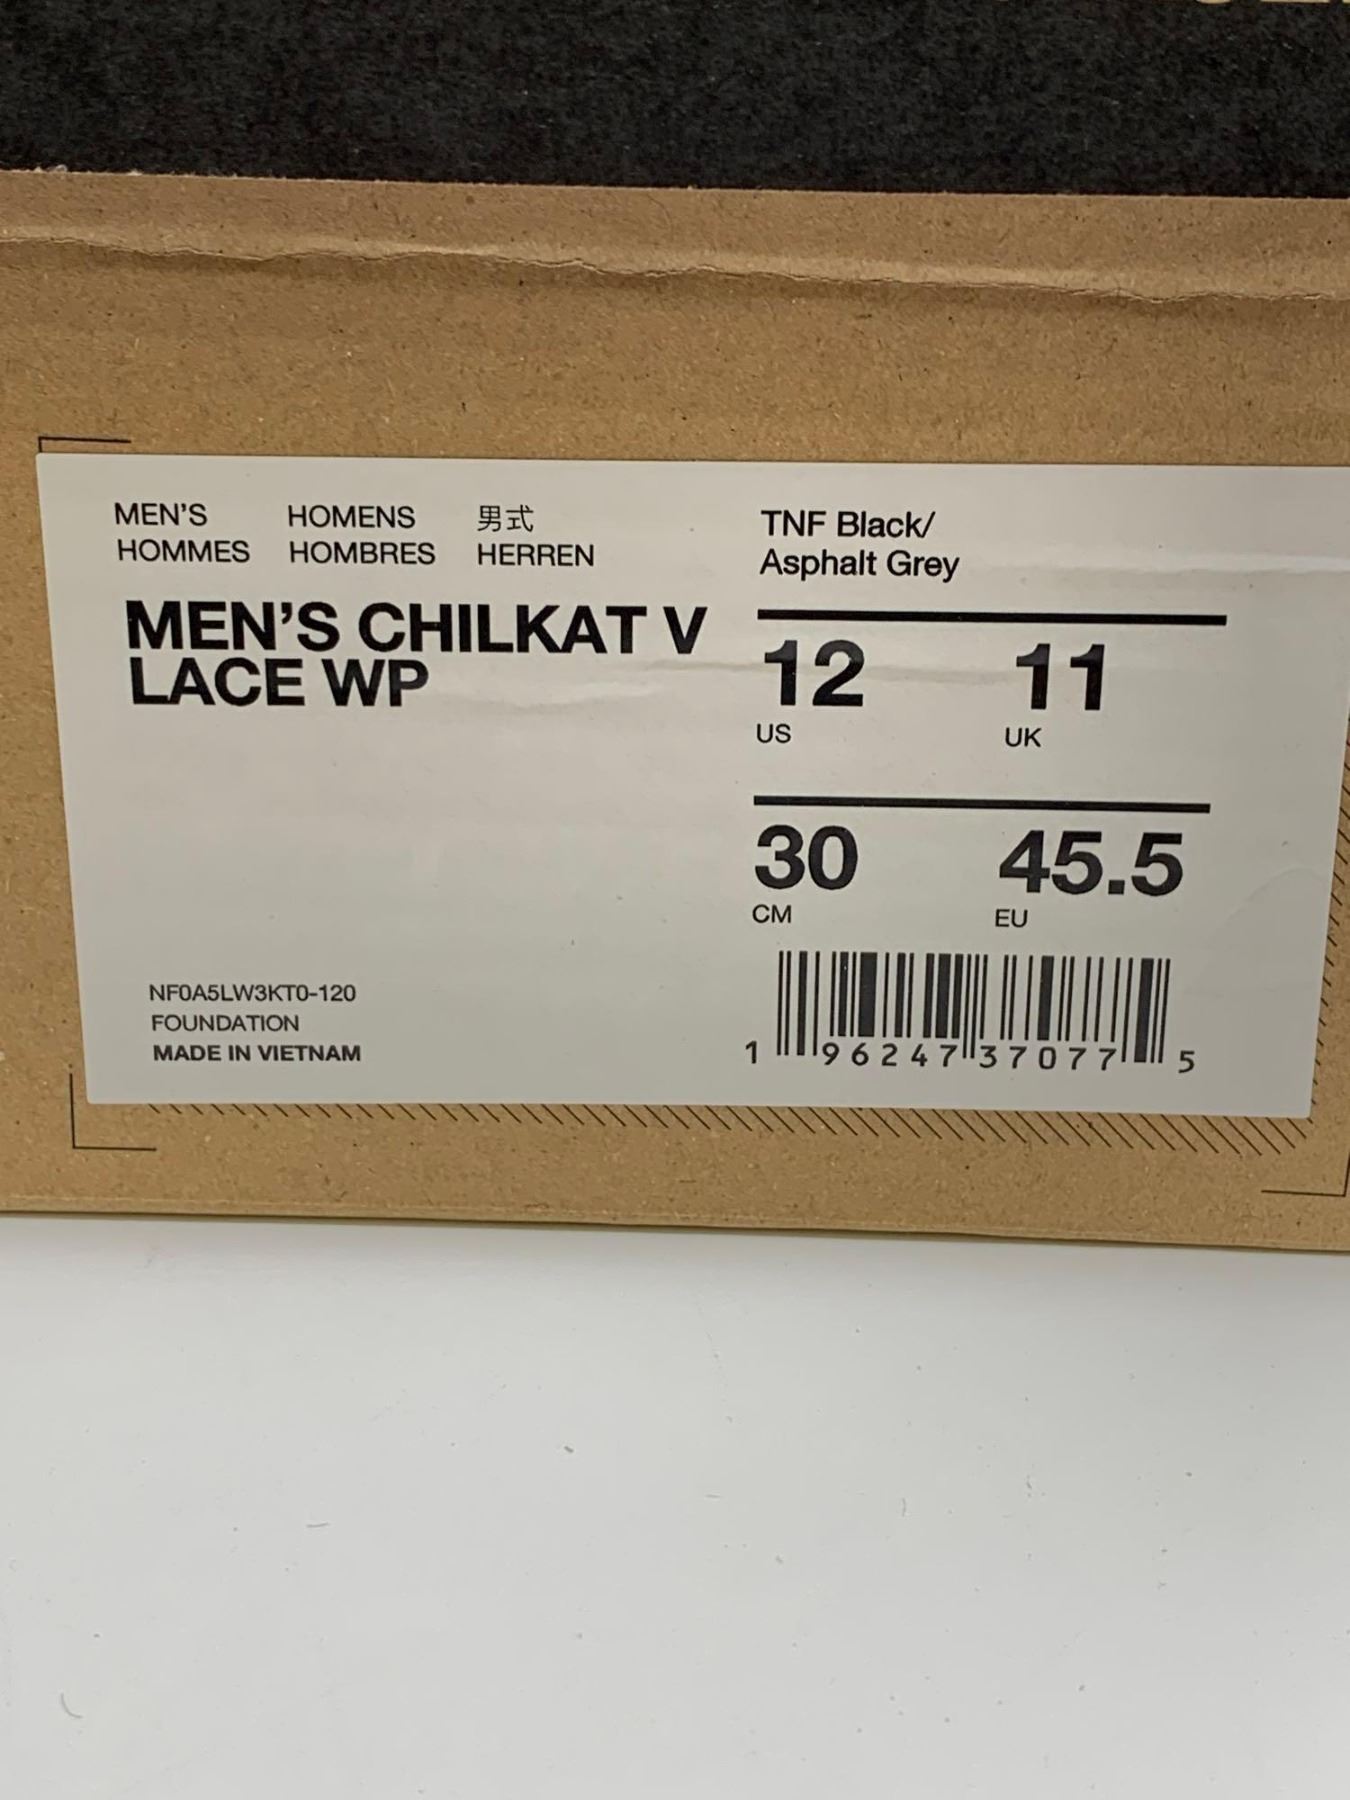 MEN'S HOMENS 男式
HOMMES HOMBRES HERREN
MEN'S CHILKAT V
LACE WP
TNF Black/
Asphalt Grey
12 11
US UK
30 45.5
CM EU
NF0A5LW3KT0-120
FOUNDATION
MADE IN VIETNAM
1 96247 37077 5